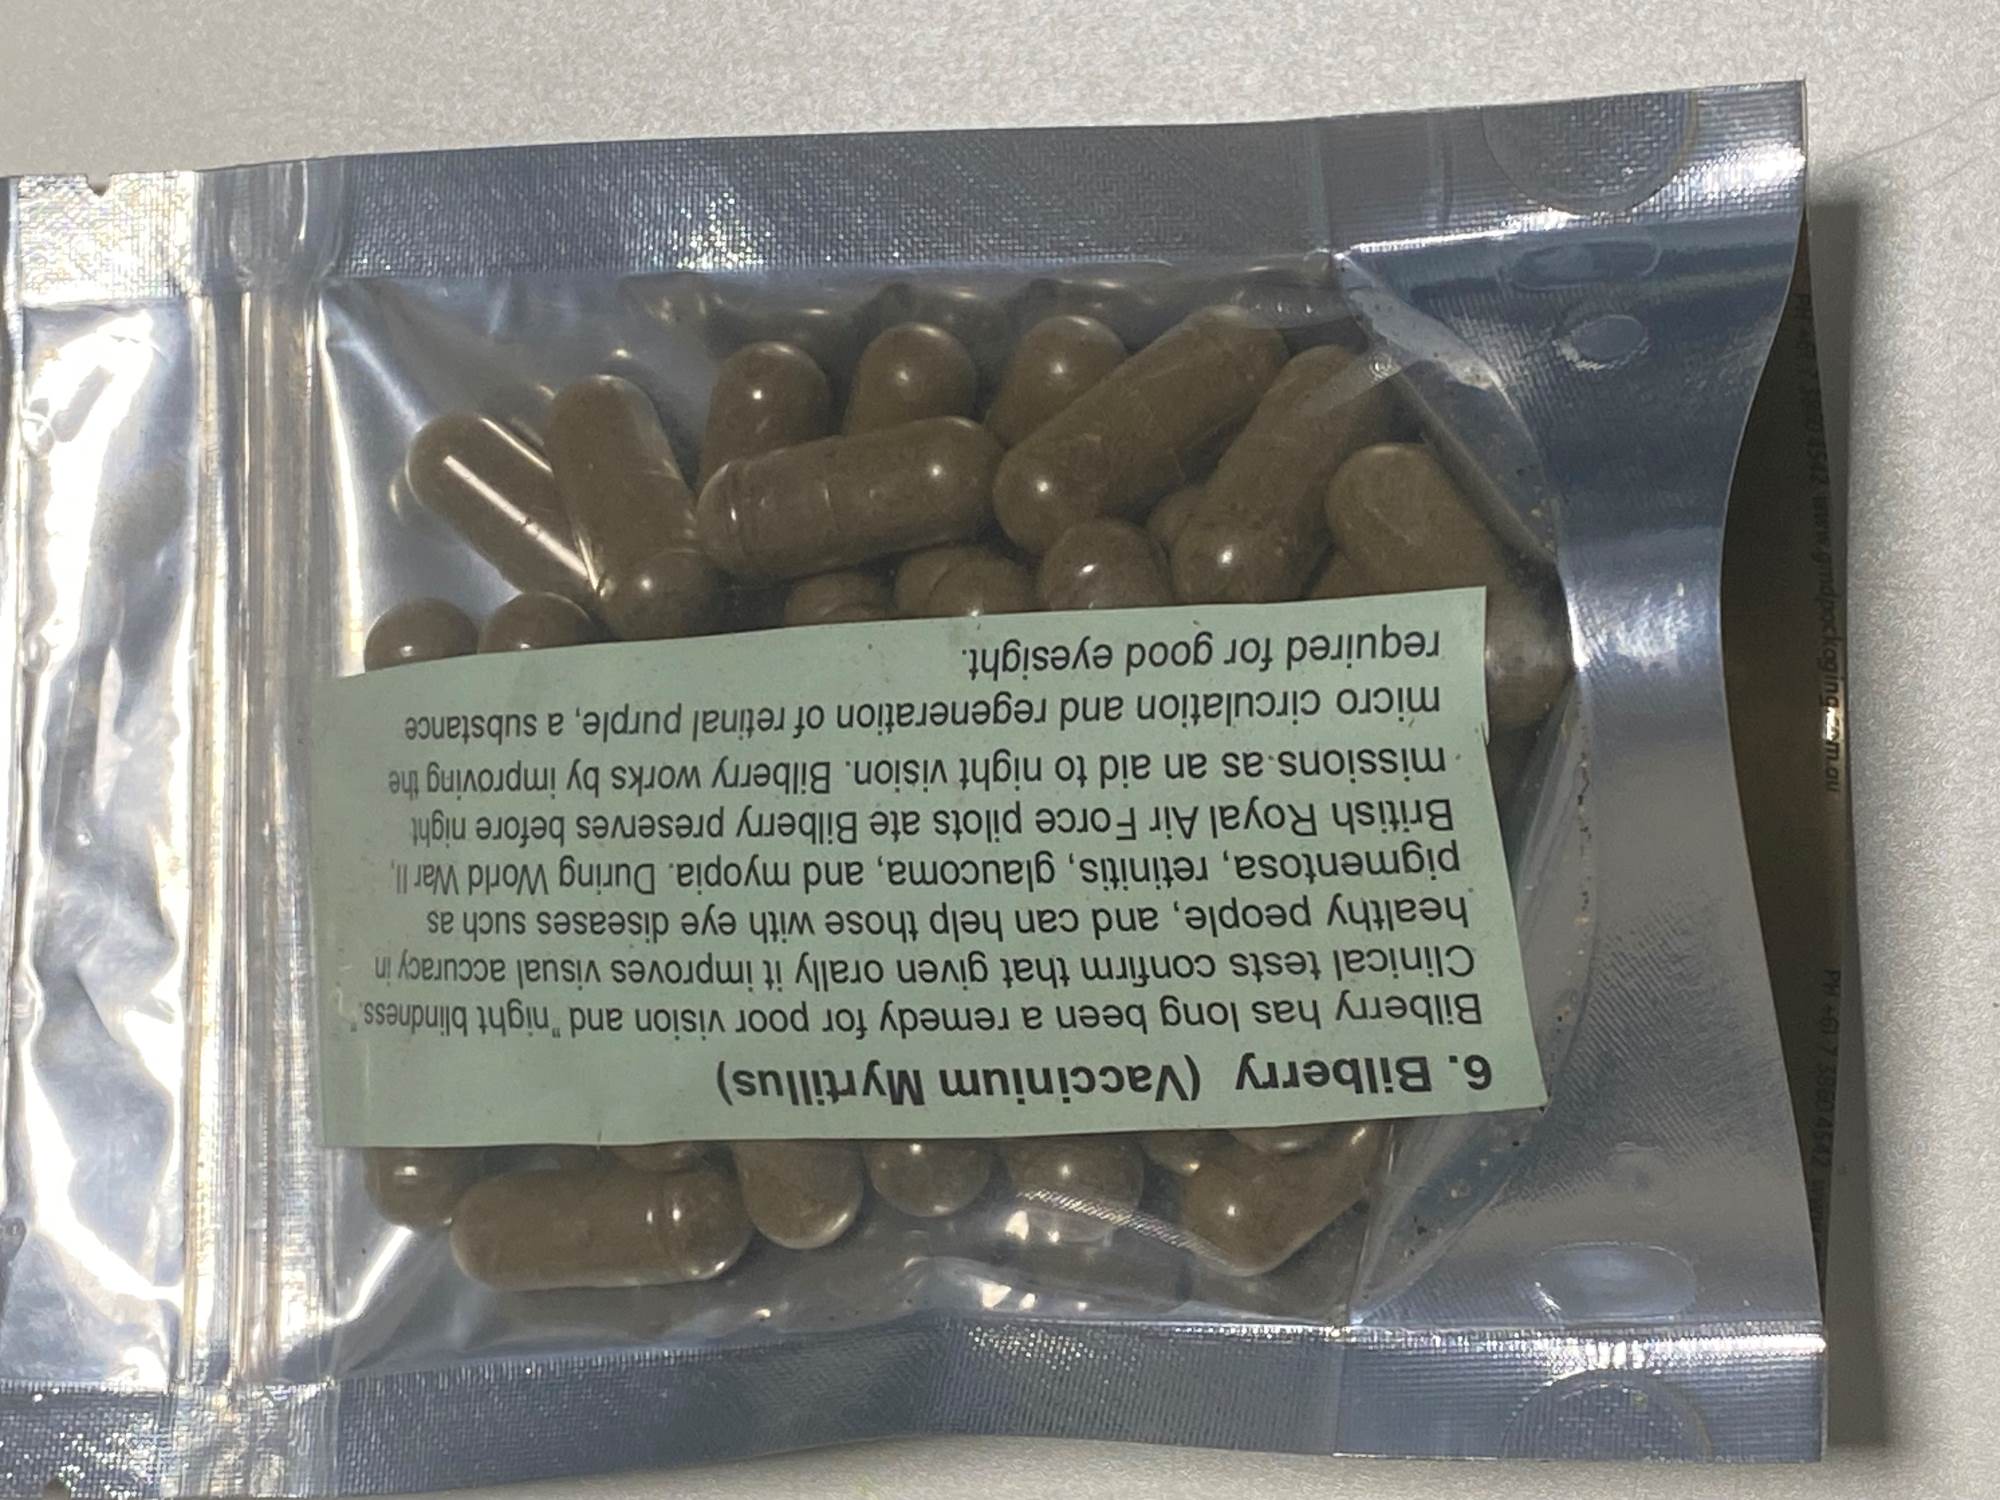 6. Bilberry (Vaccinium Myrtillus)
Bilberry has long been a remedy for poor vision and "night blindness."
Clinical tests confirm that given orally it improves visual accuracy in
healthy people, and can help those with eye diseases such as
pigmentosa, retinitis, glaucoma, and myopia. During World War II,
British Royal Air Force pilots ate Bilberry preserves before night
missions as an aid to night vision. Bilberry works by improving the
micro circulation and regeneration of retinal purple, a substance
required for good eyesight.
www.gmdpackaging.com.au